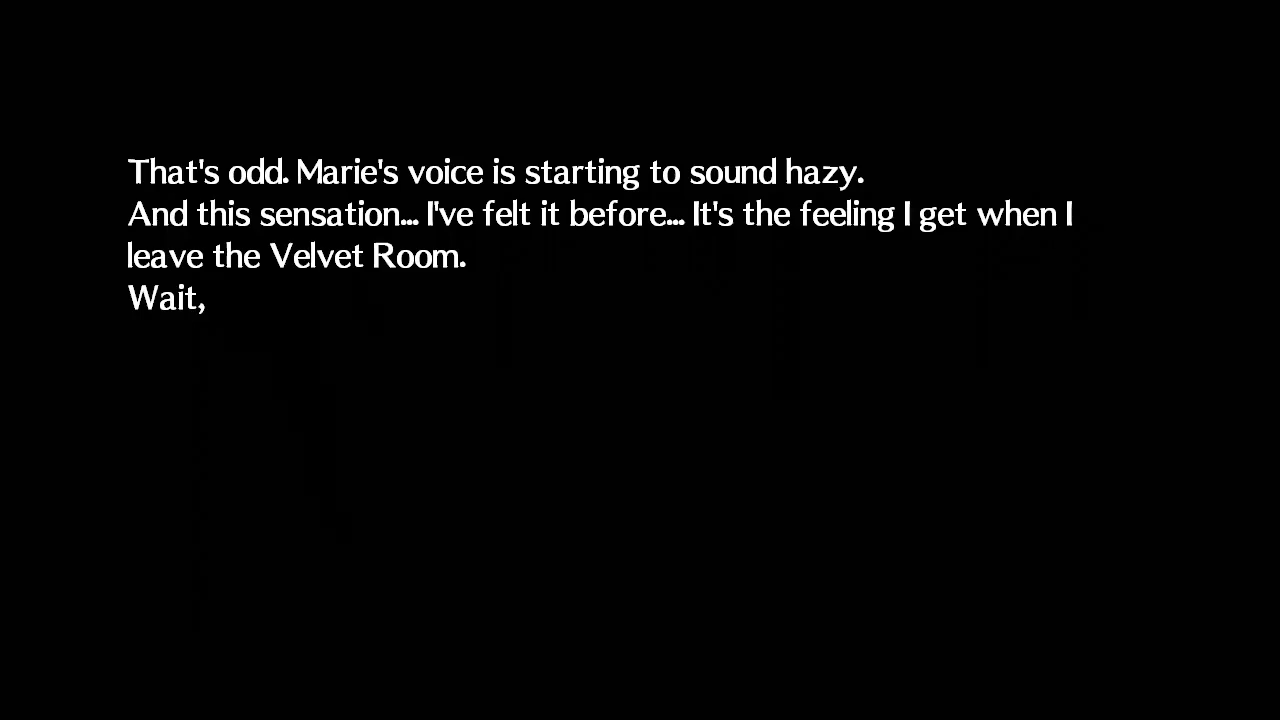 That's odd. Marie's voice is starting to sound hazy.
And this sensation... I've felt it before... It's the feeling I get when I
leave the Velvet Room.
Wait,